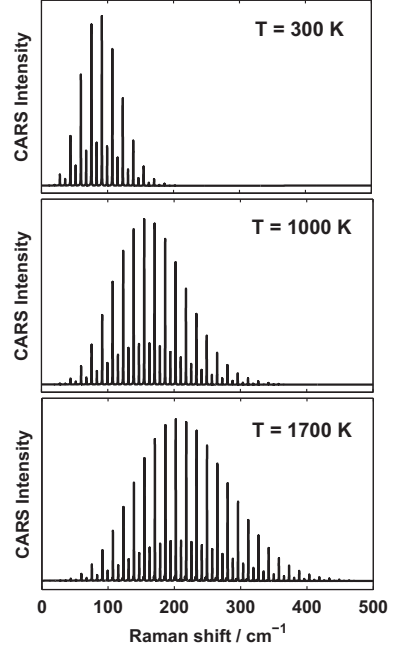 T = 300 K
CARS Intensity
T = 1000 K
CARS Intensity
T = 1700 K
CARS Intensity
0 100 200 300 400 500
Raman shift / cm⁻¹